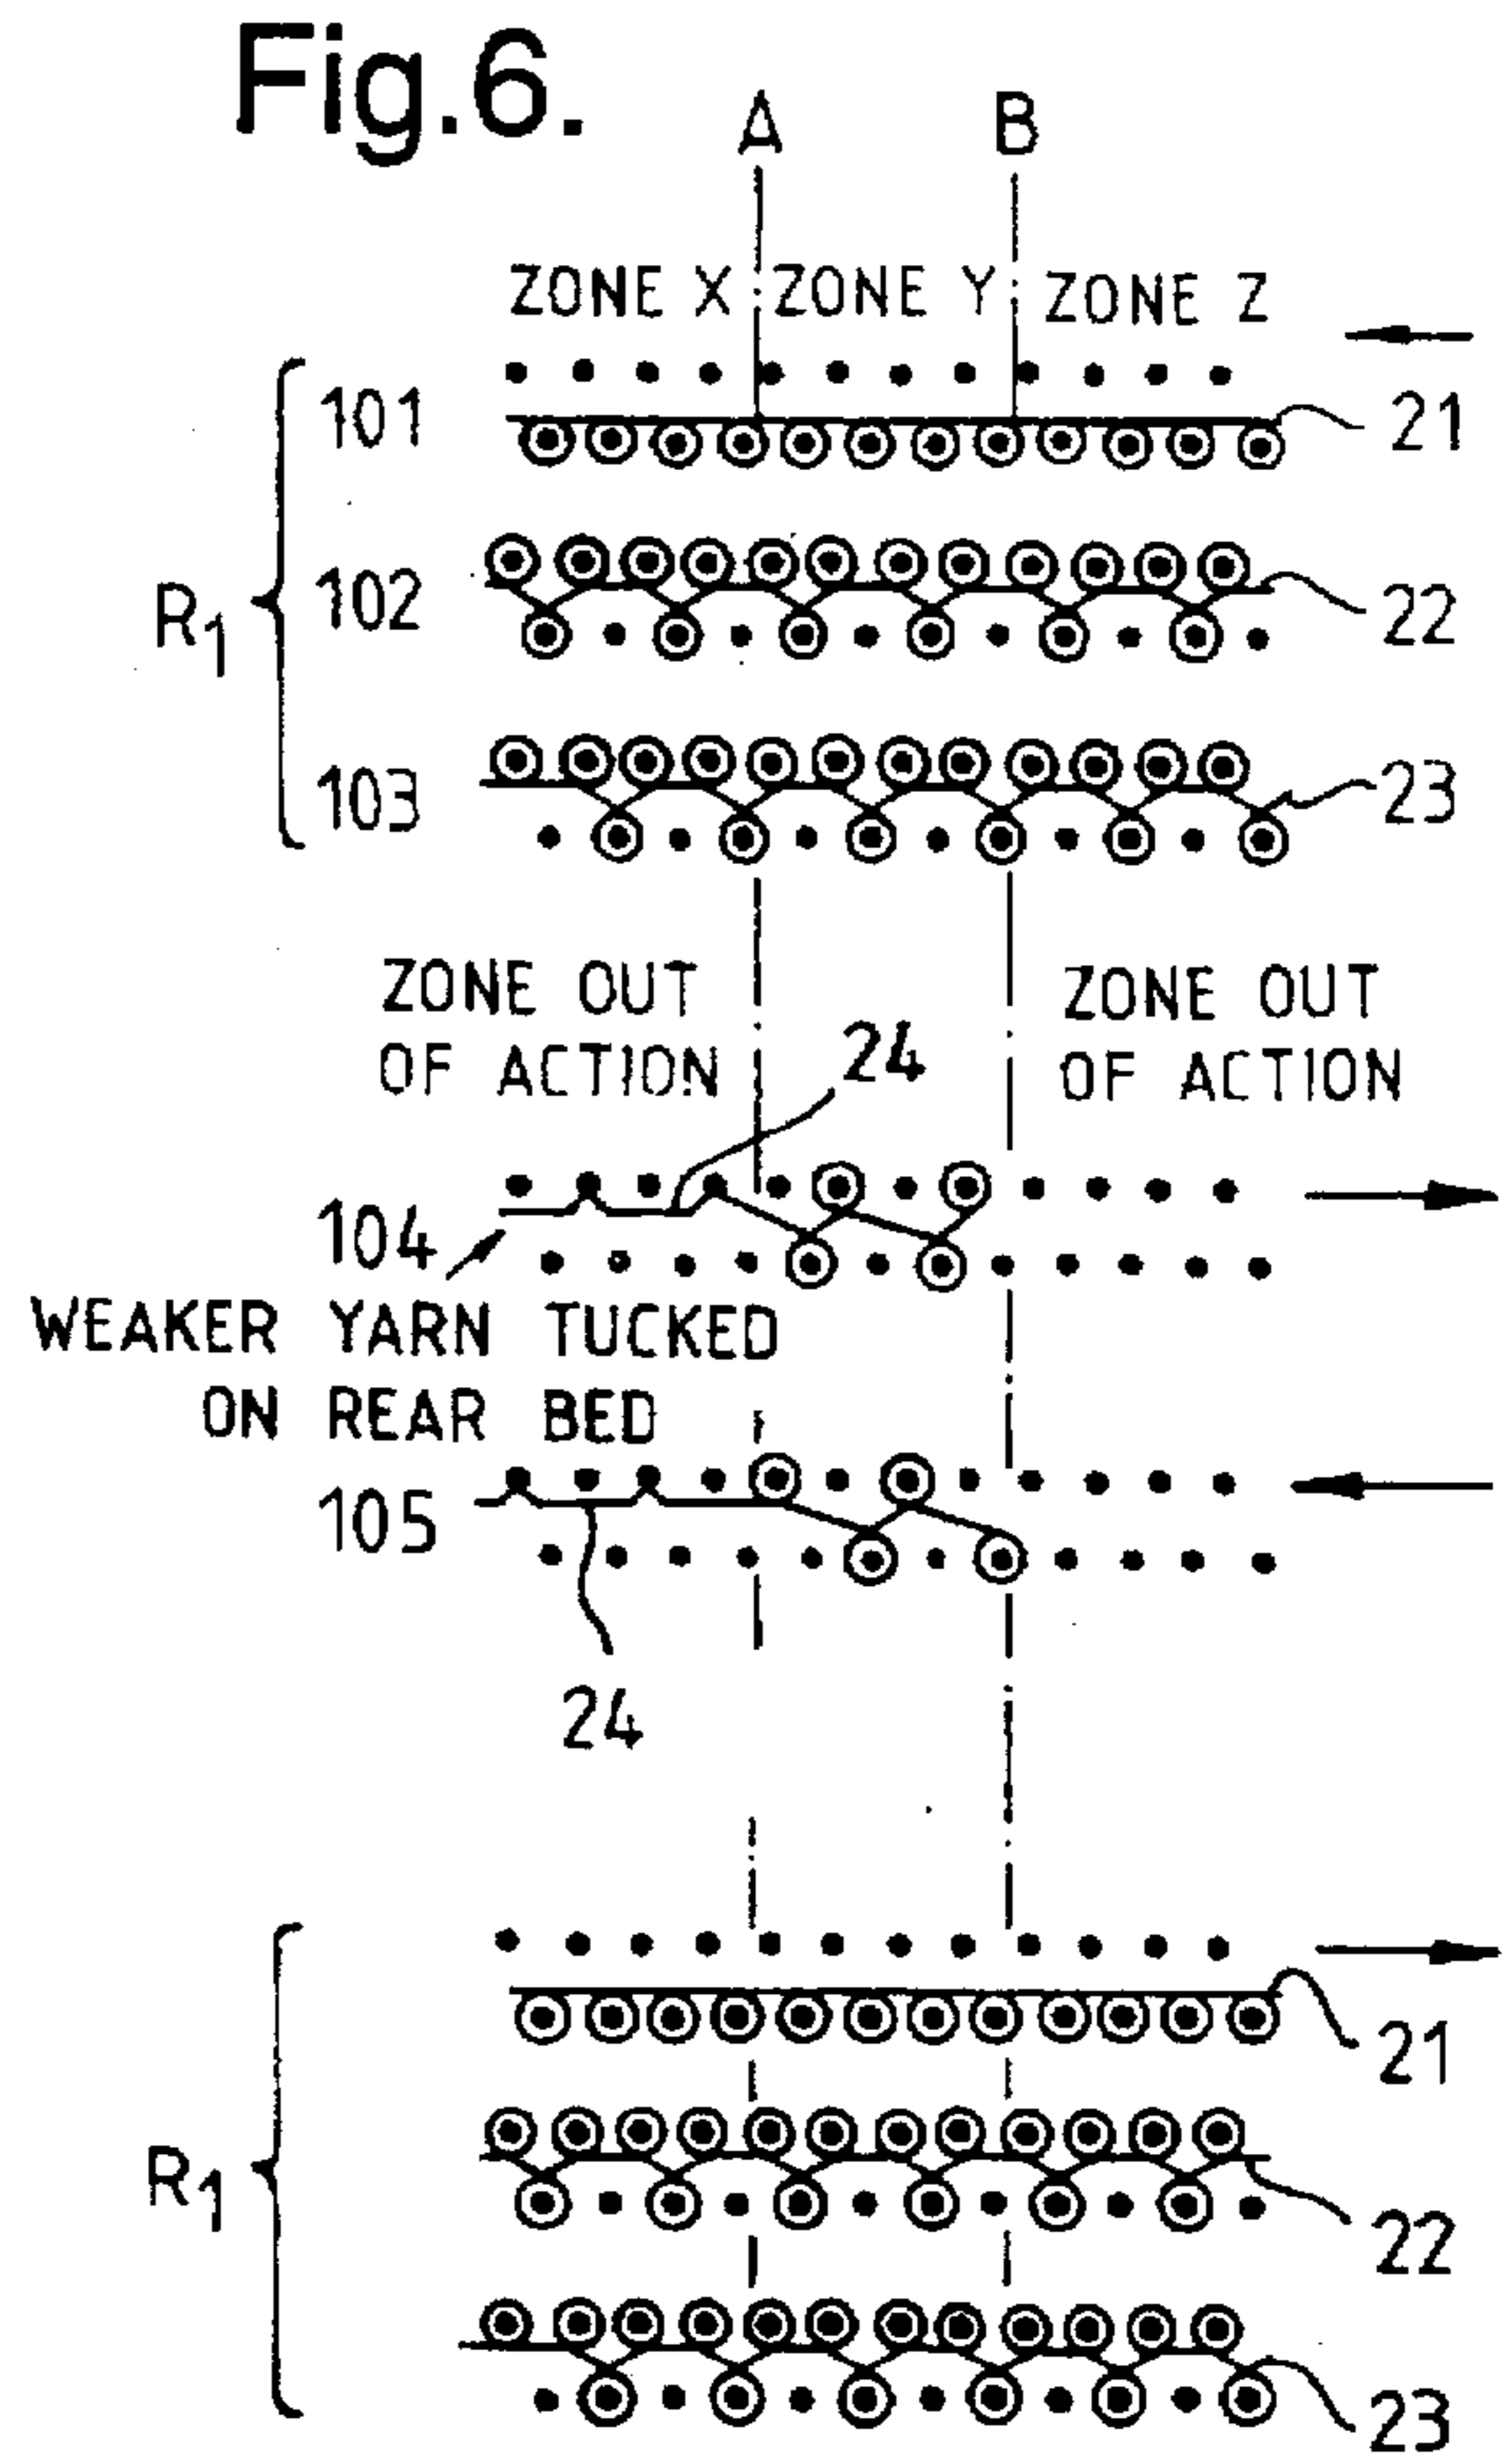 Fig.6.
A B
ZONE X ZONE Y ZONE Z
101 21
R1 102 22
103 23
ZONE OUT OF ACTION
ZONE OUT OF ACTION
24
104
WEAKER YARN TUCKED
ON REAR BED
105
24
21
R1 22
23